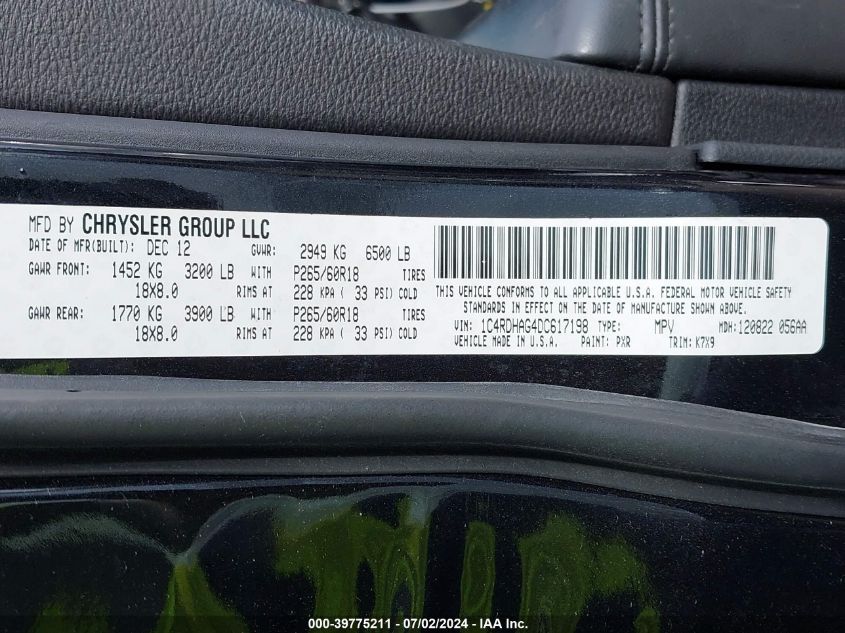 MFD BY CHRYSLER GROUP LLC
DATE OF MFR(BUILT): DEC 12 GVWR: 2949 KG 6500 LB
GAWR FRONT: 1452 KG 3200 LB WITH P265/60R18 TIRES
18X8.0 RIMS AT 228 KPA ( 33 PSI) COLD
GAWR REAR: 1770 KG 3900 LB WITH P265/60R18 TIRES
18X8.0 RIMS AT 228 KPA ( 33 PSI) COLD
THIS VEHICLE CONFORMS TO ALL APPLICABLE U.S.A. FEDERAL MOTOR VEHICLE SAFETY
STANDARDS IN EFFECT ON THE DATE OF MANUFACTURE SHOWN ABOVE.
VIN: 1C4RDHAG4DC617198 TYPE: MPV MDH: 120822 056AA
VEHICLE MADE IN U.S.A. PAINT: PXR TRIM: K7X9
000-39775211 - 07/02/2024 - IAA Inc.